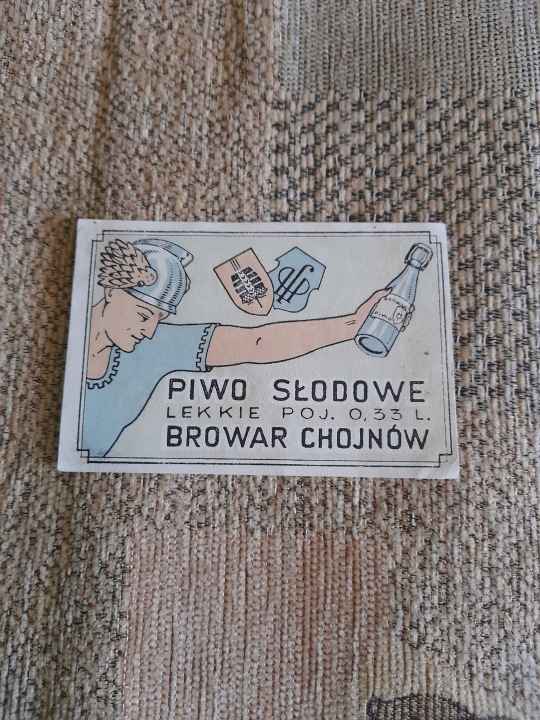 PIWO SŁODOWE
LEKKIE POJ. 0,33 L.
BROWAR CHOJNÓW